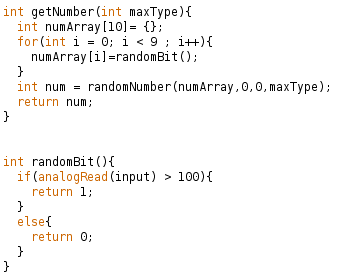 int getNumber(int maxType){
  int numArray[10]= {};
  for(int i = 0; i < 9 ; i++){
    numArray[i]=randomBit();
  }
  int num = randomNumber(numArray,0,0,maxType);
  return num;
}
int randomBit(){
  if(analogRead(input) > 100){
    return 1;
  }
  else{
    return 0;
  }
}